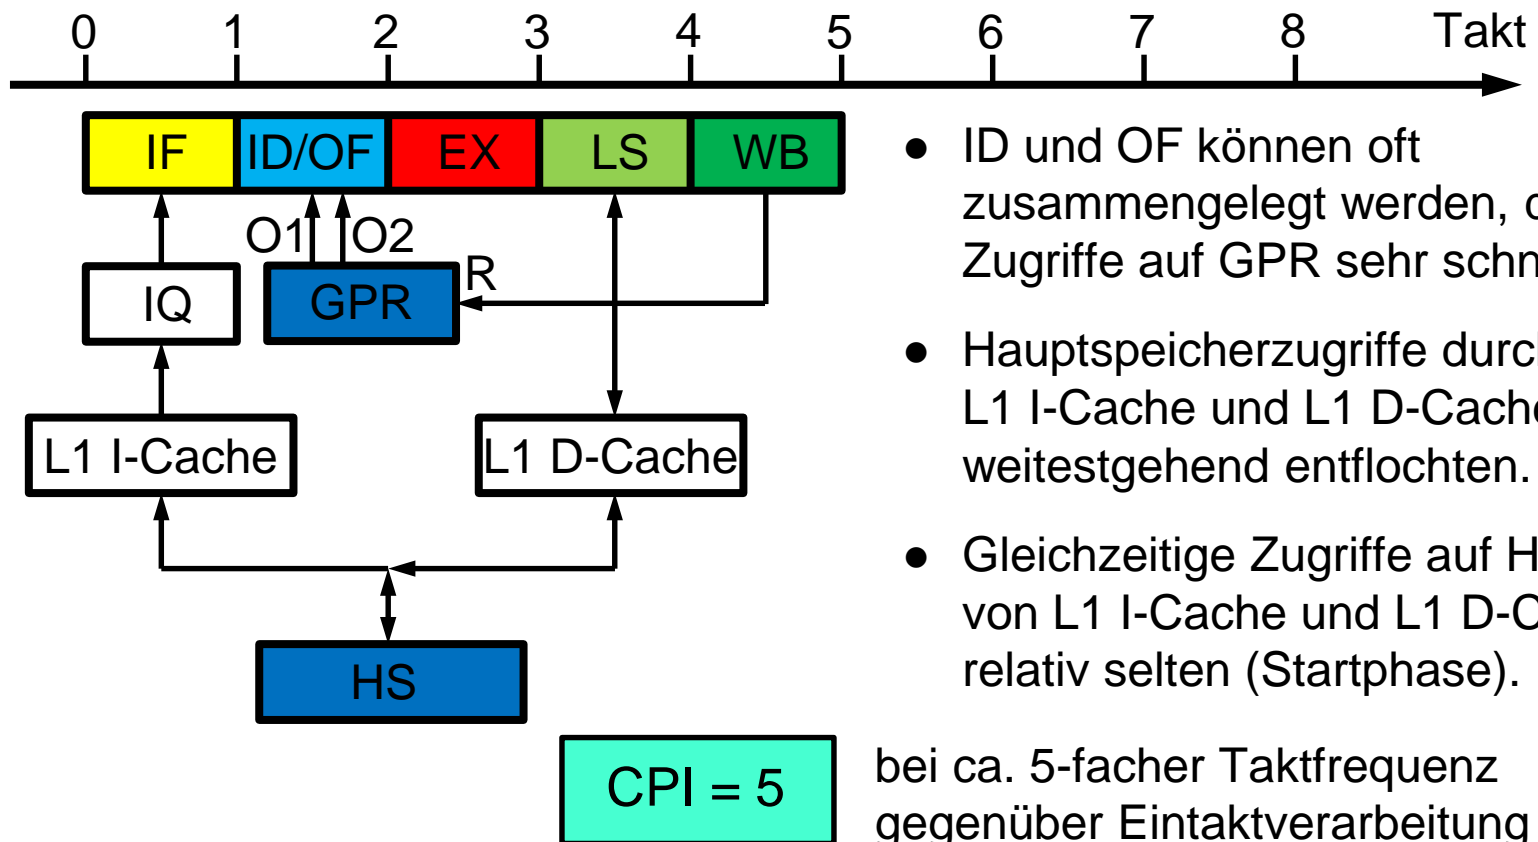 0 1 2 3 4 5 6 7 8 Takt
IF ID/OF EX LS WB
O1 O2
R
IQ GPR
L1 I-Cache L1 D-Cache
HS
CPI = 5
● ID und OF können oft
zusammengelegt werden,
Zugriffe auf GPR sehr
● Hauptspeicherzugriffe
L1 I-Cache und L1
weitestgehend entflochten.
● Gleichzeitige Zugriffe auf
von L1 I-Cache und L1
relativ selten (Startphase).
bei ca. 5-facher Taktfrequenz
gegenüber Eintaktverarbeitung